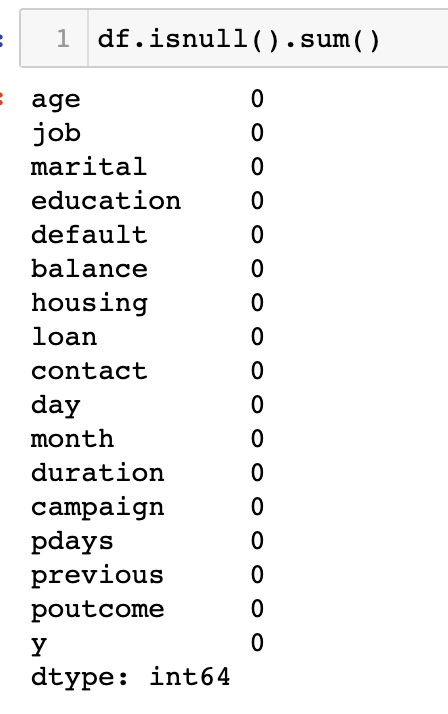 1 df.isnull().sum()
age 0
job 0
marital 0
education 0
default 0
balance 0
housing 0
loan 0
contact 0
day 0
month 0
duration 0
campaign 0
pdays 0
previous 0
poutcome 0
y 0
dtype: int64